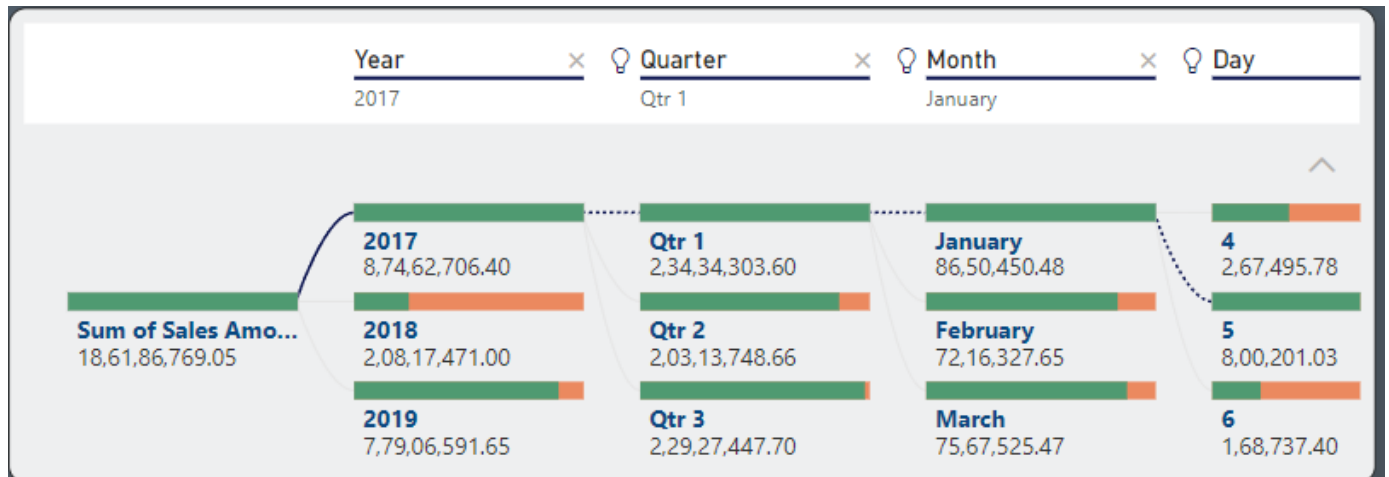 Year × Quarter × Month × Day
2017 Qtr 1 January
2017 Qtr 1 January 4
8,74,62,706.40 2,34,34,303.60 86,50,450.48 2,67,495.78
Sum of Sales Amo... 2018 Qtr 2 February 5
18,61,86,769.05 2,08,17,471.00 2,03,13,748.66 72,16,327.65 8,00,201.03
2019 Qtr 3 March 6
7,79,06,591.65 2,29,27,447.70 75,67,525.47 1,68,737.40